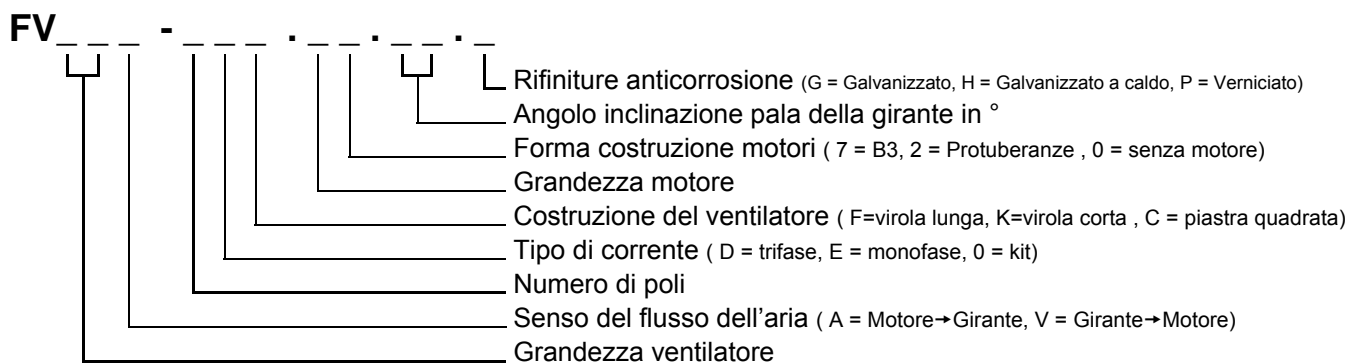 FV_ _ _ - _ _ _ . _ _ . _ _ . _
Rifiniture anticorrosione (G = Galvanizzato, H = Galvanizzato a caldo, P = Verniciato)
Angolo inclinazione pala della girante in °
Forma costruzione motori ( 7 = B3, 2 = Protuberanze , 0 = senza motore)
Grandezza motore
Costruzione del ventilatore ( F=virola lunga, K=virola corta , C = piastra quadrata)
Tipo di corrente ( D = trifase, E = monofase, 0 = kit)
Numero di poli
Senso del flusso dell’aria ( A = Motore→Girante, V = Girante→Motore)
Grandezza ventilatore